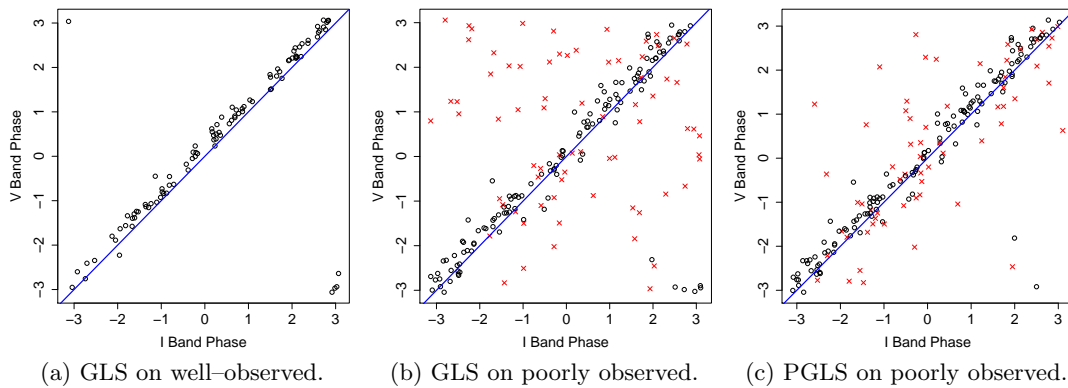 V Band Phase
3
2
1
0
−1
−2
−3
−3 −2 −1 0 1 2 3
I Band Phase
(a) GLS on well–observed.
V Band Phase
3
2
1
0
−1
−2
−3
−3 −2 −1 0 1 2 3
I Band Phase
(b) GLS on poorly observed.
V Band Phase
3
2
1
0
−1
−2
−3
−3 −2 −1 0 1 2 3
I Band Phase
(c) PGLS on poorly observed.